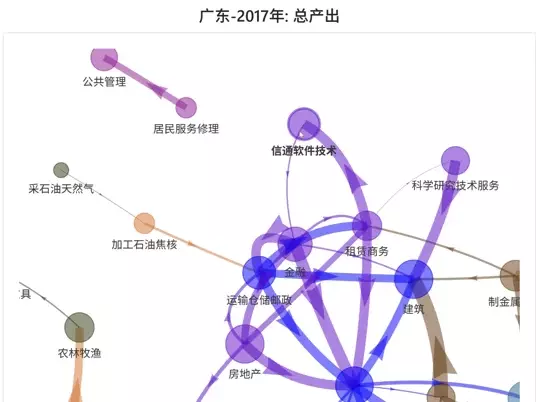 广东-2017年: 总产出
公共管理
居民服务修理
信通软件技术
科学研究技术服务
采石油天然气
加工石油焦核
租赁商务
金融
运输仓储邮政
建筑
制金属
具
农林牧渔
房地产